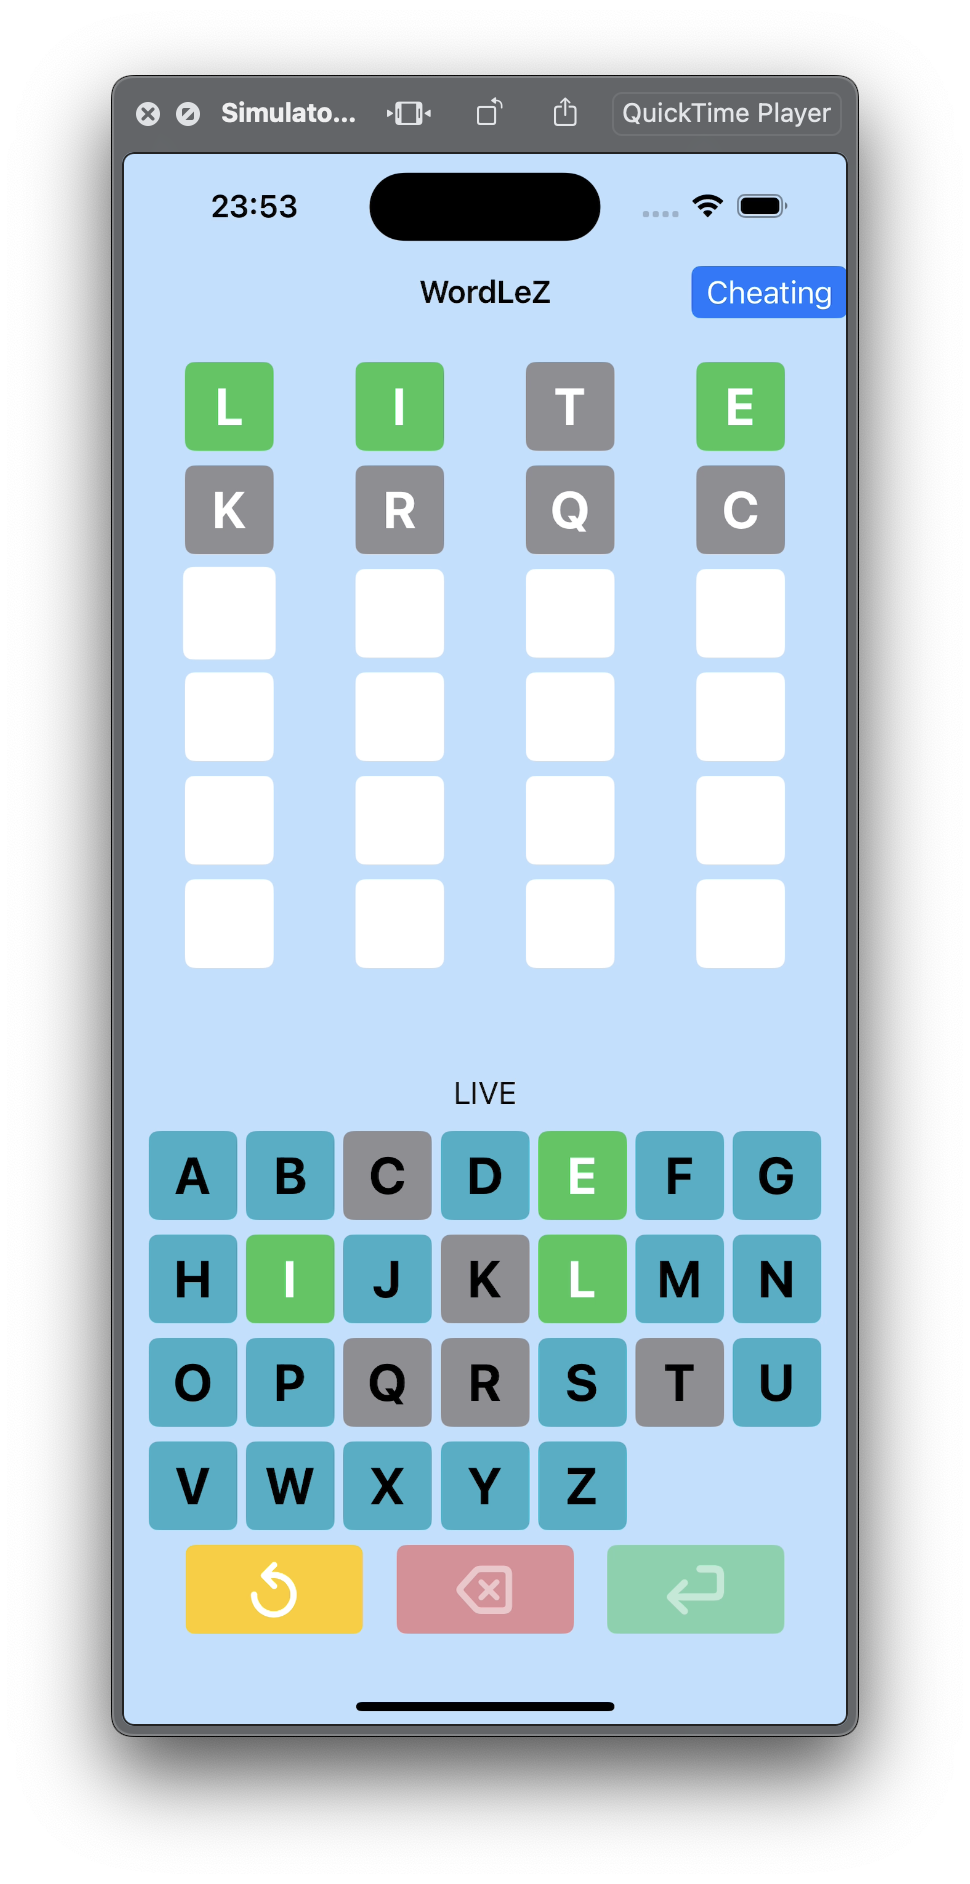 Simulato... QuickTime Player
23:53
WordLeZ Cheating
L I T E
K R Q C
LIVE
A B C D E F G
H I J K L M N
O P Q R S T U
V W X Y Z